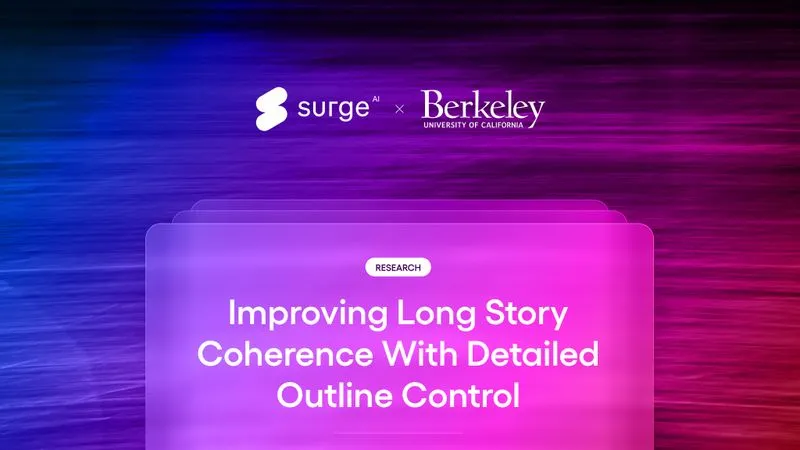 surge AI × Berkeley
UNIVERSITY OF CALIFORNIA
RESEARCH
Improving Long Story
Coherence With Detailed
Outline Control